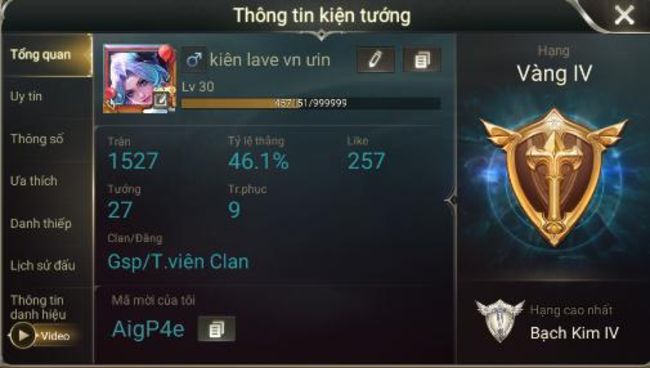 Thông tin kiện tướng
Tổng quan
Uy tín
Thông số
Ưa thích
Danh thiếp
Lịch sử đấu
Thông tin
danh hiệu
Video
kiên lave vn ưin
Lv 30
Trận
1527
Tỷ lệ thắng
46.1%
Like
257
Tướng
27
Tr.phục
9
Clan/Đăng
Gsp/T.viên Clan
Mã mời của tôi
AigP4e
Hạng
Vàng IV
Hạng cao nhất
Bạch Kim IV